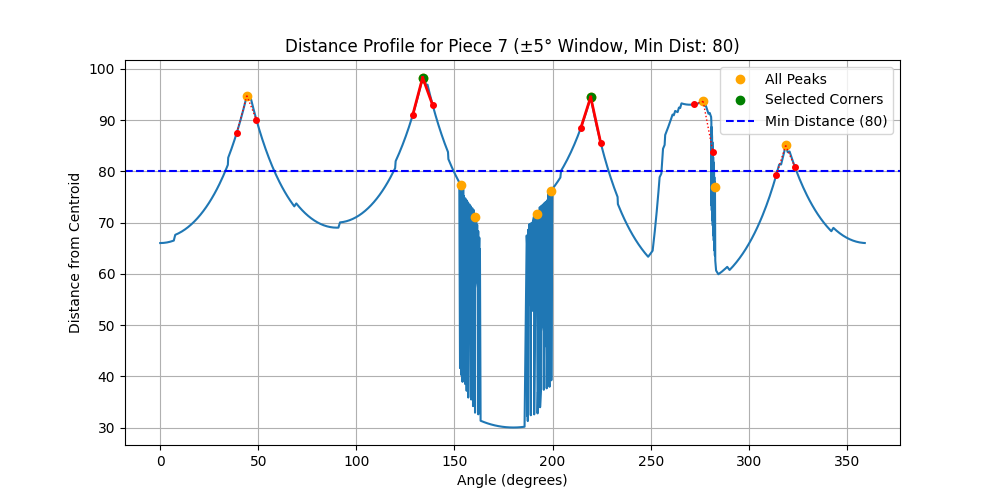 Distance Profile for Piece 7 (±5° Window, Min Dist: 80)
All Peaks
Selected Corners
Min Distance (80)
Distance from Centroid
100
90
80
70
60
50
40
30
0 50 100 150 200 250 300 350
Angle (degrees)